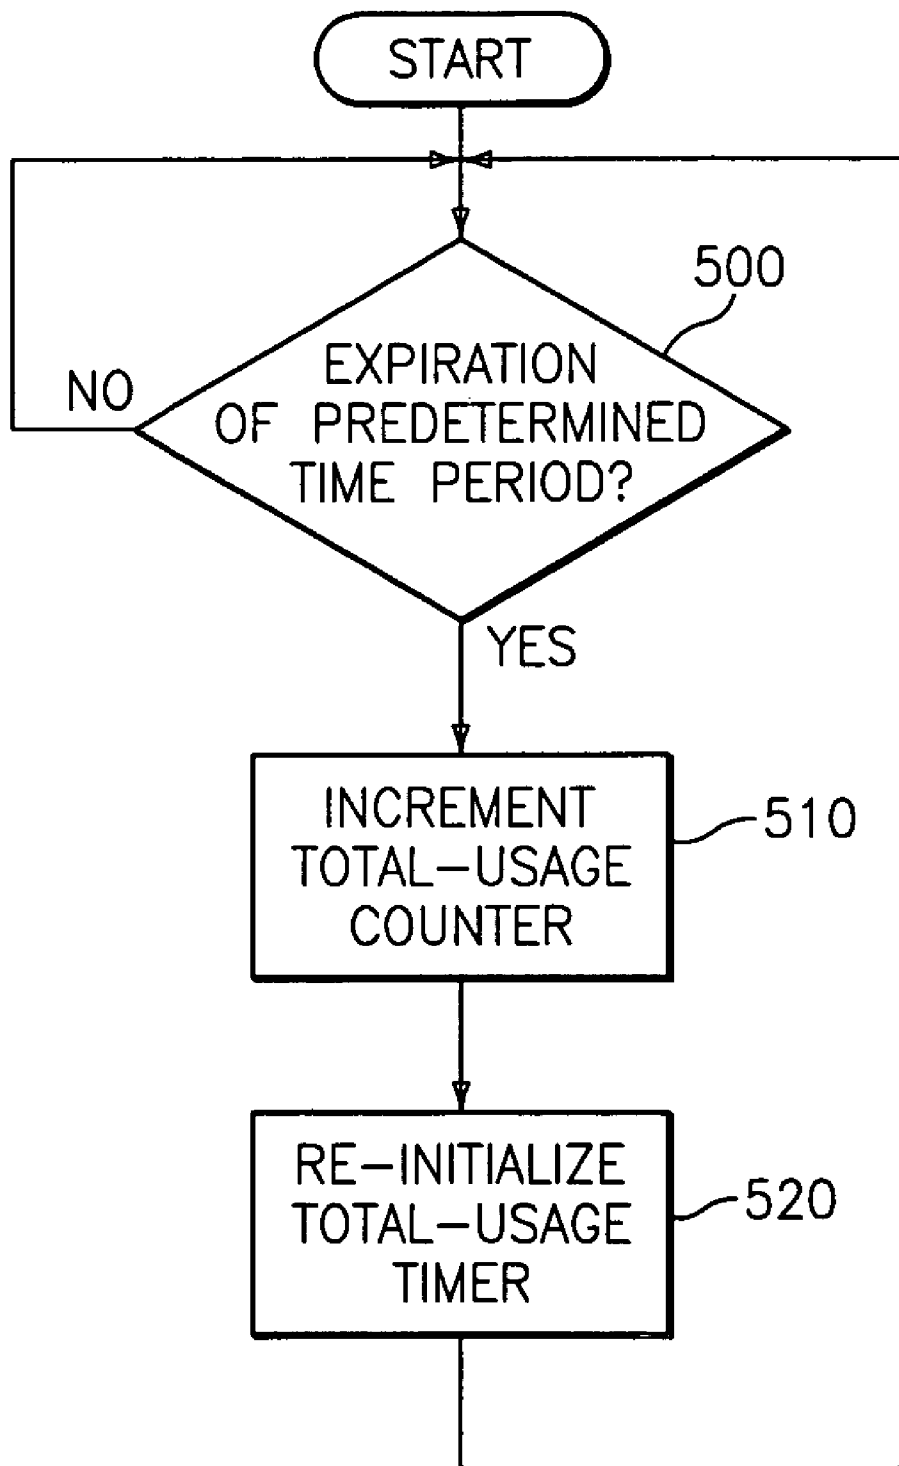 START
500
EXPIRATION
OF PREDETERMINED
TIME PERIOD?
NO
YES
INCREMENT
TOTAL-USAGE
COUNTER
510
RE-INITIALIZE
TOTAL-USAGE
TIMER
520